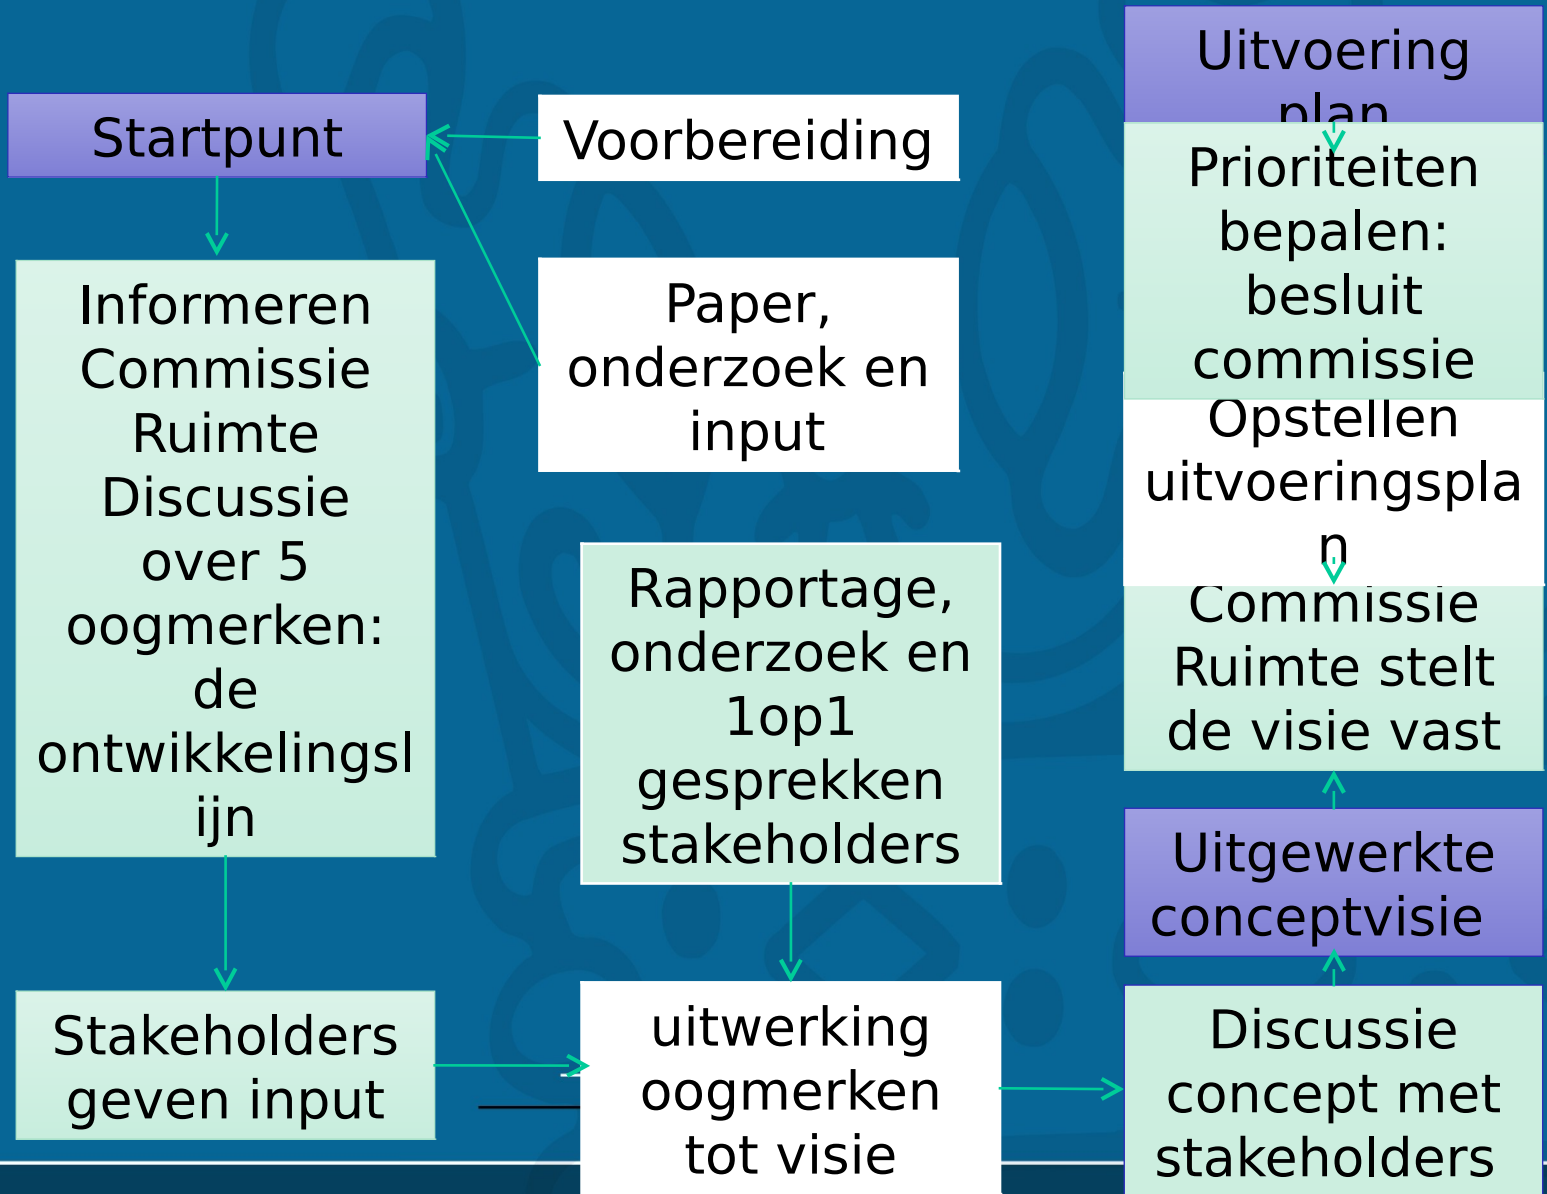 Startpunt
Informeren
Commissie
Ruimte
Discussie
over 5
oogmerken:
de
ontwikkelingsl
ijn
Stakeholders
geven input
Voorbereiding
Paper,
onderzoek en
input
Rapportage,
onderzoek en
1op1
gesprekken
stakeholders
uitwerking
oogmerken
tot visie
Uitvoering
plan
Prioriteiten
bepalen:
besluit
commissie
Opstellen
uitvoeringspla
n
Commissie
Ruimte stelt
de visie vast
Uitgewerkte
conceptvisie
Discussie
concept met
stakeholders